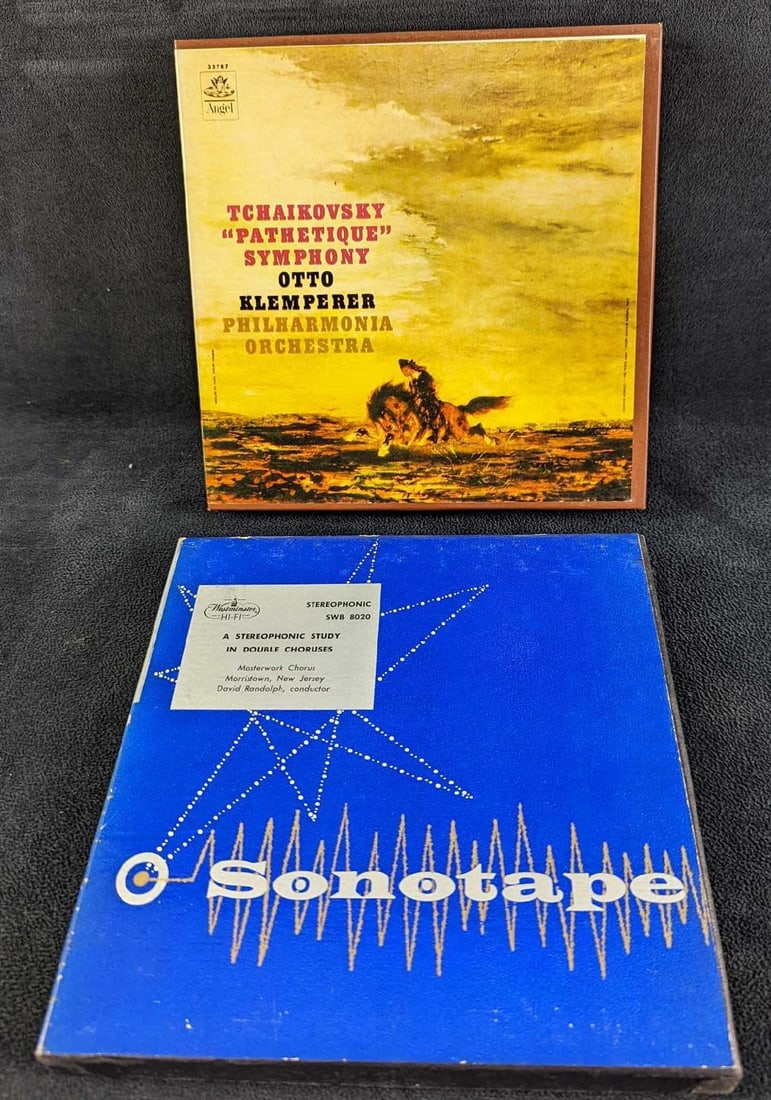 35787
Angel
TCHAIKOVSKY
“PATHETIQUE”
SYMPHONY
OTTO
KLEMPERER
PHILHARMONIA
ORCHESTRA
Westminster
HI-FI
STEREOPHONIC
SWB 8020
A STEREOPHONIC STUDY
IN DOUBLE CHORUSES
Masterwork Chorus
Morristown, New Jersey
David Randolph, conductor
Sonotape